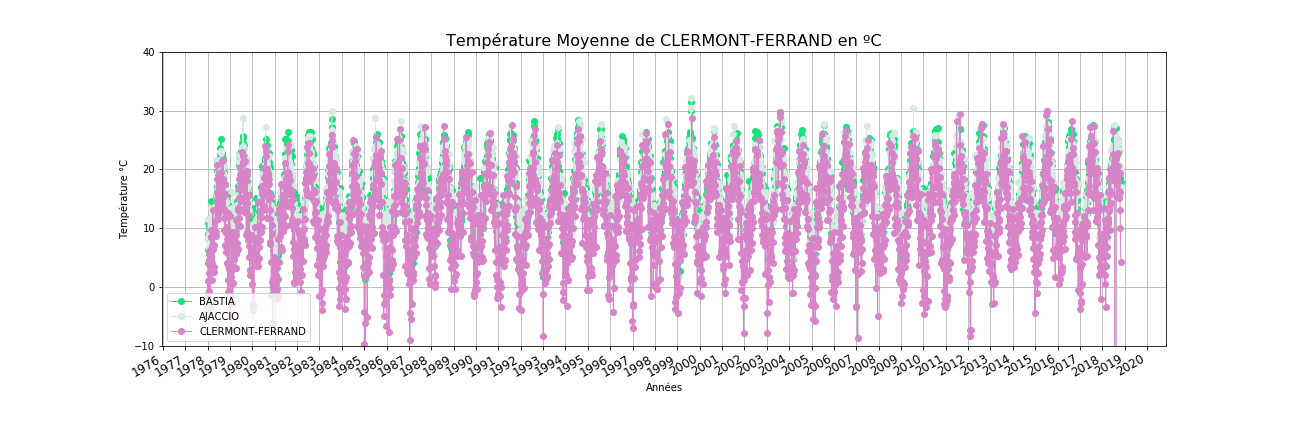 Température Moyenne de CLERMONT-FERRAND en ºC
Température °C
40
30
20
10
0
−10
BASTIA
AJACCIO
CLERMONT-FERRAND
1976 1977 1978 1979 1980 1981 1982 1983 1984 1985 1986 1987 1988 1989 1990 1991 1992 1993 1994 1995 1996 1997 1998 1999 2000 2001 2002 2003 2004 2005 2006 2007 2008 2009 2010 2011 2012 2013 2014 2015 2016 2017 2018 2019 2020
Années